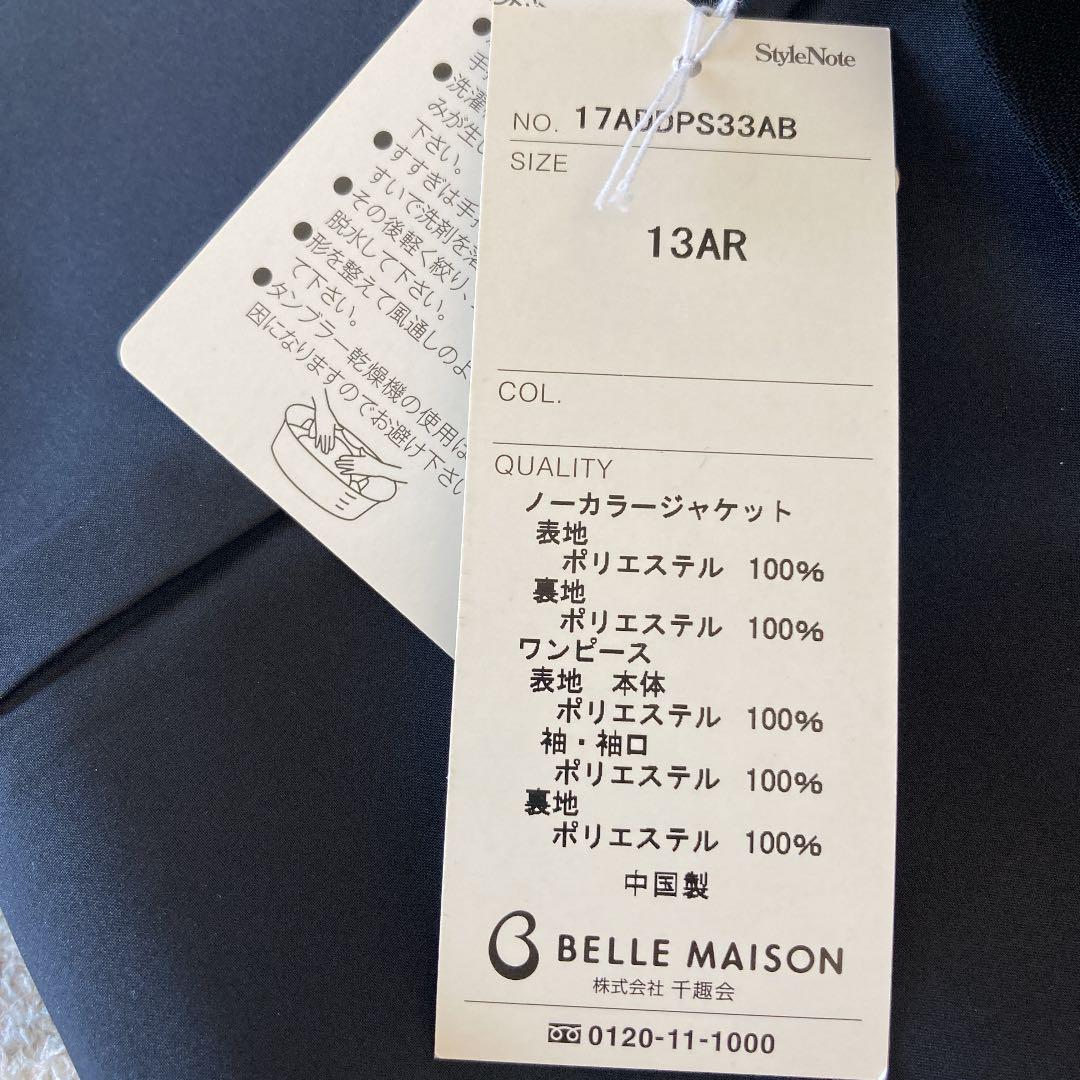 StyleNote
NO. 17ADDPS33AB
SIZE
13AR
COL.
QUALITY
ノーカラージャケット
表地
ポリエステル 100%
裏地
ポリエステル 100%
ワンピース
表地 本体
ポリエステル 100%
袖・袖口
ポリエステル 100%
裏地
ポリエステル 100%
中国製
BELLE MAISON
株式会社 千趣会
0120-11-1000
●洗濯
みが生じ
下さい。
●すすぎは手
すいで洗剤を
●その後軽く絞り、
脱水して下さい。
●形を整えて風通しのよ
て下さい。
●タンブラー乾燥機の使用は
因になりますのでお避け下さい